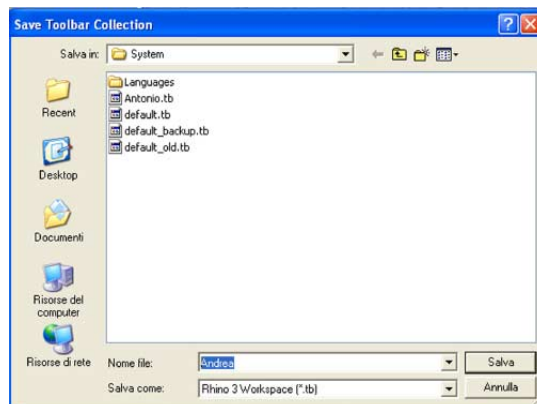 Save Toolbar Collection
Salva in: System
Languages
Antonio.tb
default.tb
default_backup.tb
default_old.tb
Recent
Desktop
Documenti
Risorse del
computer
Risorse di rete
Nome file: Andrea Salva
Salva come: Rhino 3 Workspace (*.tb) Annulla